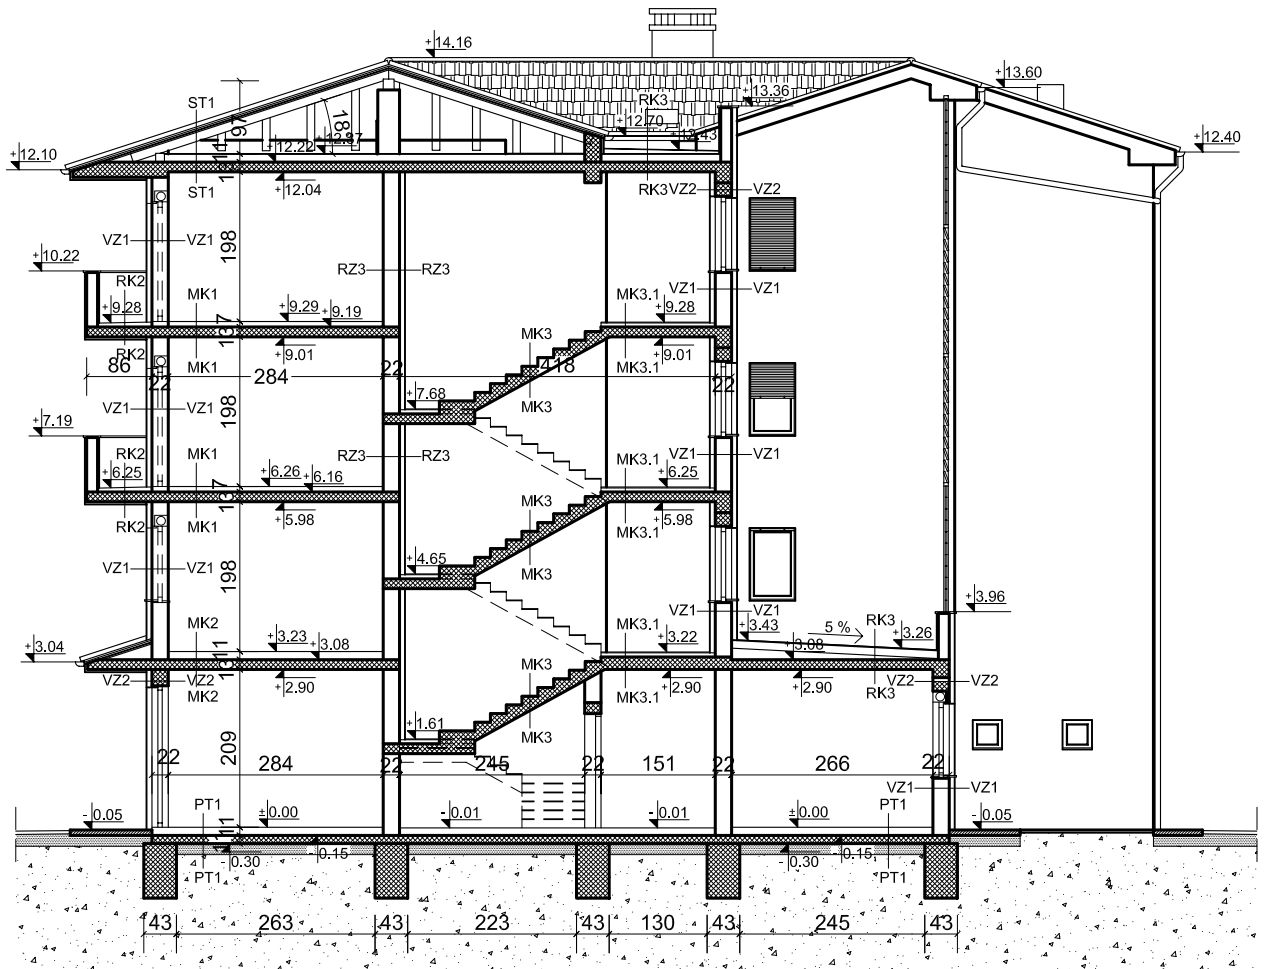 +14.16
+13.60
ST1
RK3
+13.36
97
183
+12.70
+12.40
+12.10
+12.22
+12.04
ST1
RK3
VZ2
VZ2
VZ1
VZ1
198
+10.22
RZ3
RZ3
RK2
MK1
MK3.1
VZ1
VZ1
+9.28
+9.29
+9.19
+9.28
MK3
RK2
+9.01
+9.01
86
22
MK1
284
22
418
MK3.1
22
+7.68
MK3
VZ1
VZ1
198
+7.19
RK2
MK1
RZ3
RZ3
MK3.1
VZ1
VZ1
+6.25
+6.26
+6.16
+6.25
MK3
RK2
MK1
+5.98
+5.98
MK3.1
VZ1
VZ1
198
+4.65
MK3
+3.96
VZ1
VZ1
MK2
MK3.1
+3.43
5 %
RK3
+3.04
+3.23
+3.08
+3.22
+3.08
+3.26
VZ2
VZ2
MK2
+2.90
MK3
MK3.1
+2.90
+2.90
RK3
VZ2
VZ2
+1.61
MK3
209
22
284
22
245
22
151
22
266
22
VZ1
VZ1
-0.05
PT1
±0.00
-0.01
-0.01
±0.00
PT1
-0.05
-0.30
-0.15
-0.30
-0.15
PT1
PT1
43
263
43
223
43
130
43
245
43